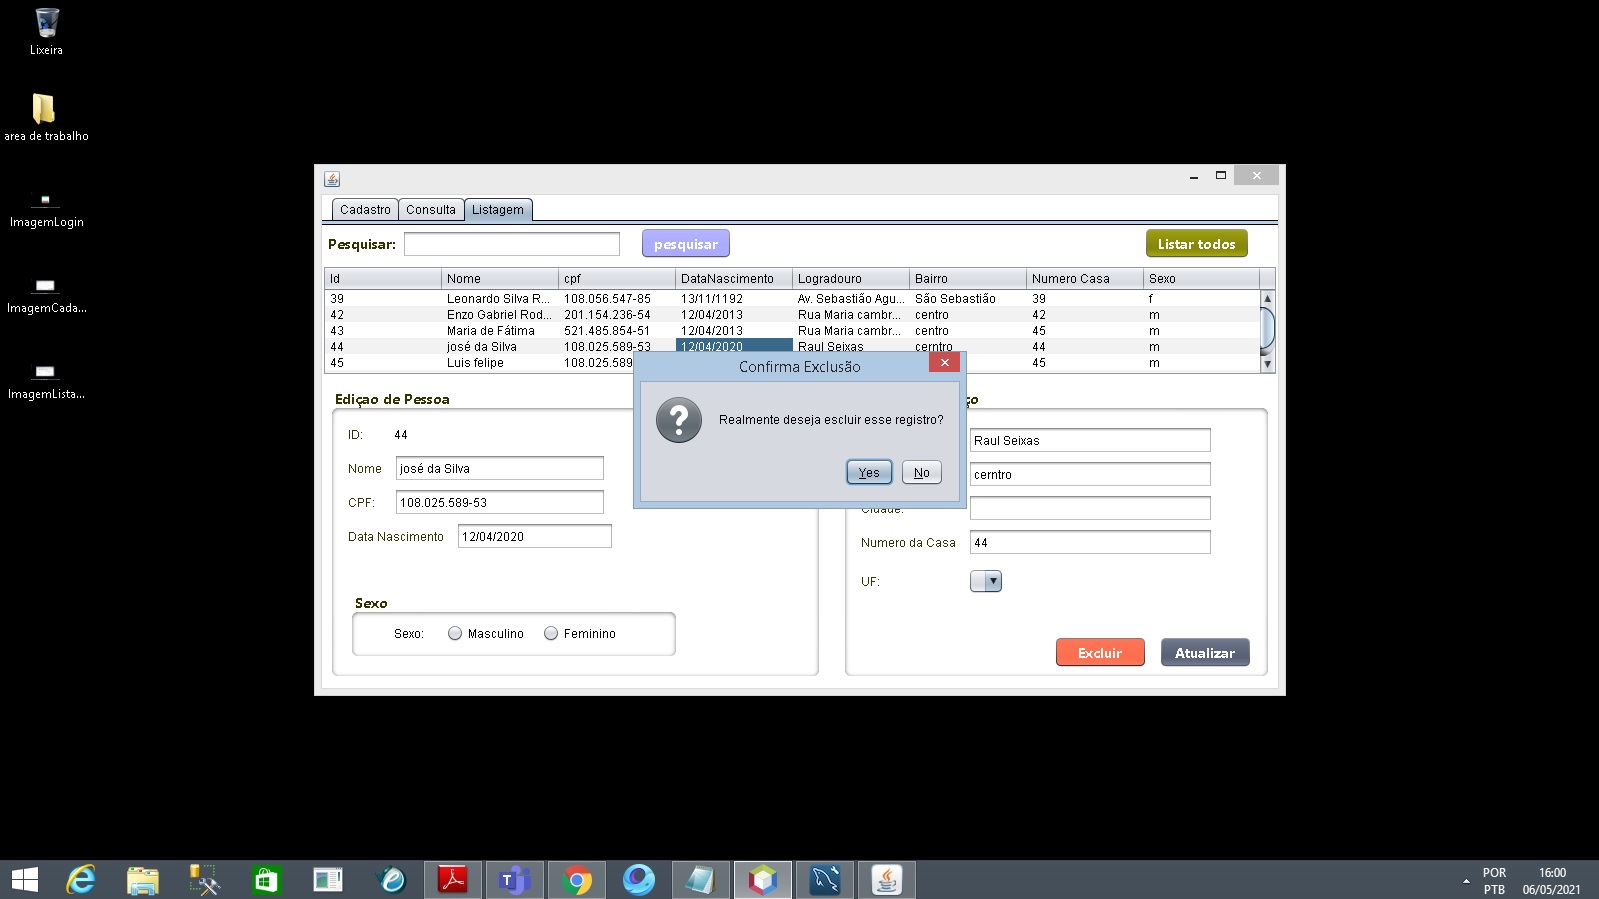 Lixeira
area de trabalho
ImagemLogin
ImagemCada...
ImagemLista...
Cadastro Consulta Listagem
Pesquisar: pesquisar Listar todos
Id Nome cpf DataNascimento Logradouro Bairro Numero Casa Sexo
39 Leonardo Silva R... 108.056.547-85 13/11/1192 Av. Sebastião Agu... São Sebastião 39 f
42 Enzo Gabriel Rod... 201.154.236-54 12/04/2013 Rua Maria cambr... centro 42 m
43 Maria de Fátima 521.485.854-51 12/04/2013 Rua Maria cambr... centro 45 m
44 josé da Silva 108.025.589-53 12/04/2020 Raul Seixas cerntro 44 m
45 Luis felipe 108.025.589 45 m
Confirma Exclusão
Realmente deseja escluir esse registro?
Yes No
Ediçao de Pessoa
ID: 44
Nome josé da Silva
CPF: 108.025.589-53
Data Nascimento 12/04/2020
Sexo
Sexo: Masculino Feminino
ço
Raul Seixas
cerntro
Cidade:
Numero da Casa 44
UF:
Excluir Atualizar
POR 16:00
PTB 06/05/2021